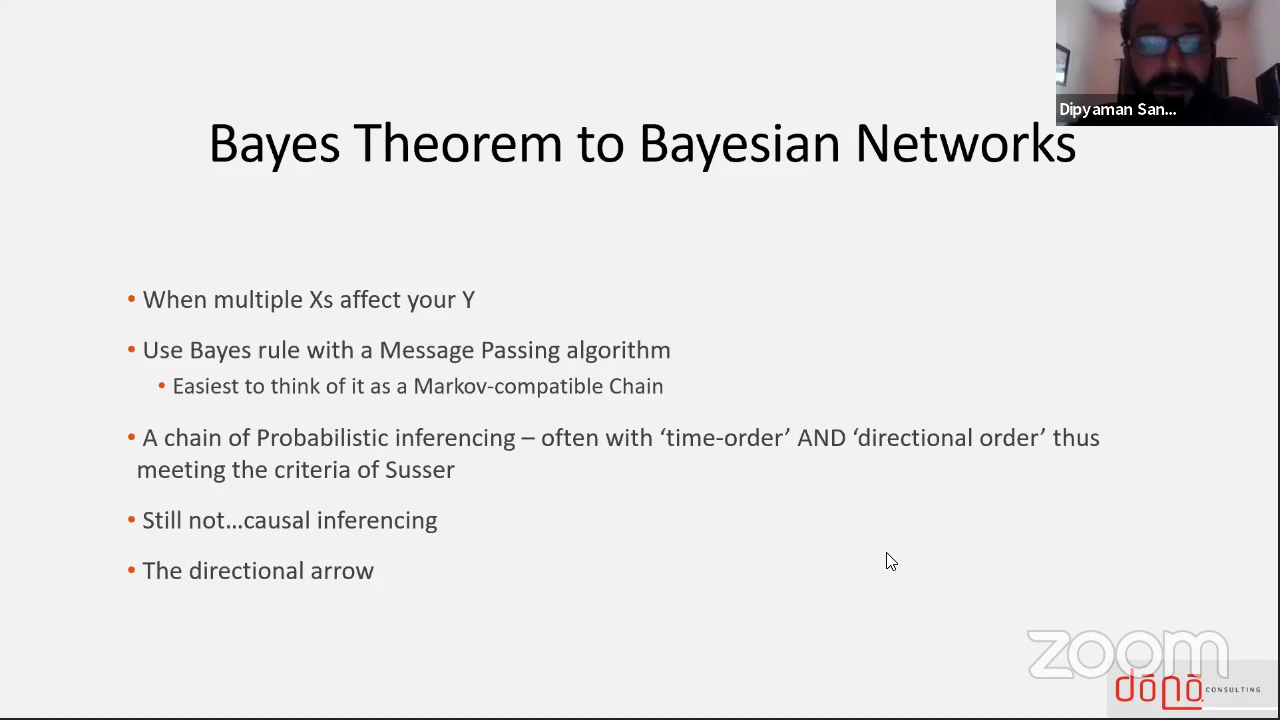 Dipyaman San...
Bayes Theorem to Bayesian Networks
• When multiple Xs affect your Y
• Use Bayes rule with a Message Passing algorithm
• Easiest to think of it as a Markov-compatible Chain
• A chain of Probabilistic inferencing – often with ‘time-order’ AND ‘directional order’ thus
meeting the criteria of Susser
• Still not…causal inferencing
• The directional arrow
zoom
dōnō CONSULTING